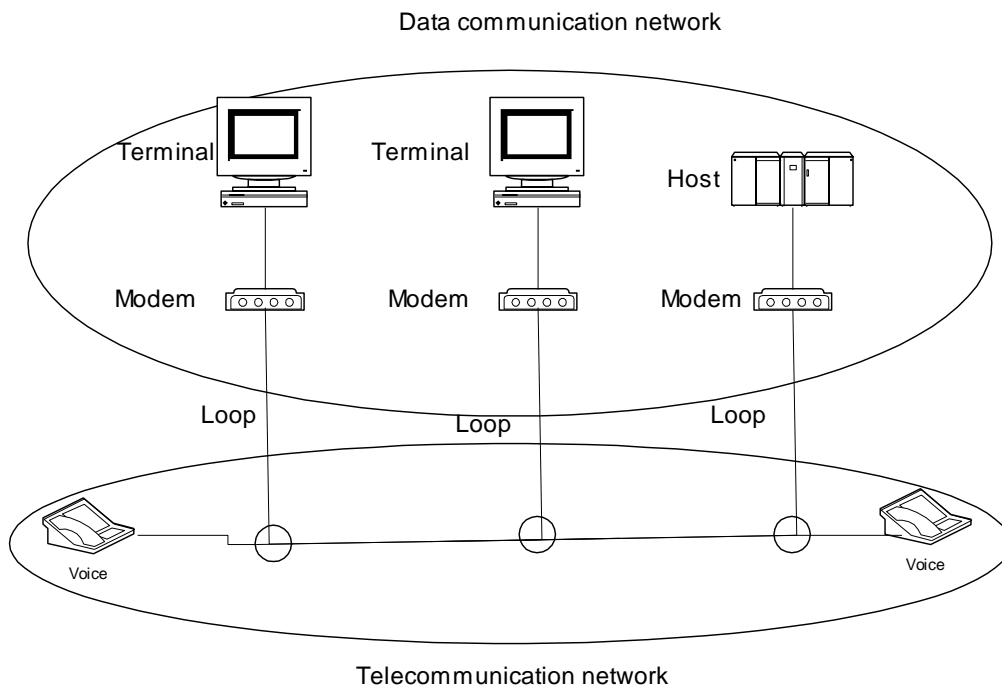 Data communication network
Terminal
Terminal
Host
Modem
Modem
Modem
Loop
Loop
Loop
Voice
Voice
Telecommunication network